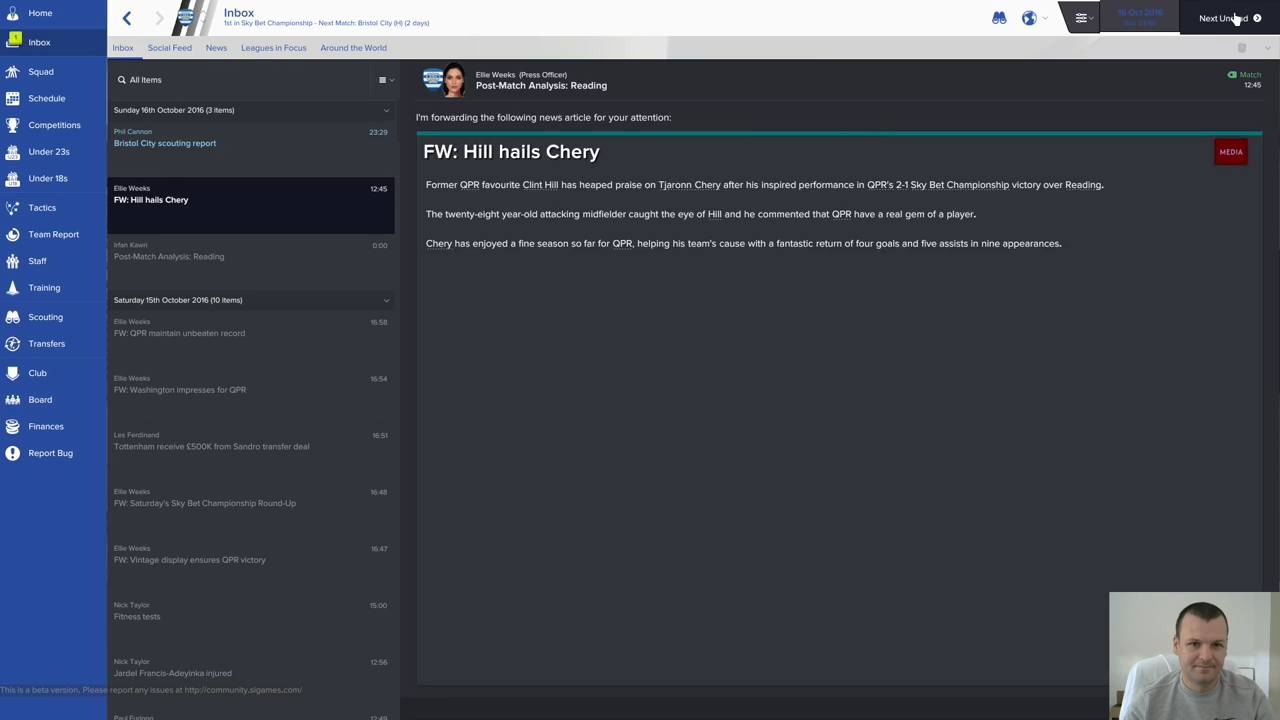 Home
1
Inbox
Squad
Schedule
Competitions
U23
Under 23s
U18
Under 18s
Tactics
Team Report
Staff
Training
Scouting
Transfers
Club
Board
Finances
Report Bug
Inbox
1st in Sky Bet Championship - Next Match: Bristol City (H) (2 days)
16 Oct 2016
Next
Inbox
Social Feed
News
Leagues in Focus
Around the World
All Items
Sunday 16th October 2016 (3 items)
Phil Cannon
23:29
Bristol City scouting report
Ellie Weeks
12:45
FW: Hill hails Chery
Irfan Kawri
0:00
Post-Match Analysis: Reading
Saturday 15th October 2016 (10 items)
Ellie Weeks
16:58
FW: QPR maintain unbeaten record
Ellie Weeks
16:54
FW: Washington impresses for QPR
Les Ferdinand
16:51
Tottenham receive £500K from Sandro transfer deal
Ellie Weeks
16:48
FW: Saturday's Sky Bet Championship Round-Up
Ellie Weeks
16:47
FW: Vintage display ensures QPR victory
Nick Taylor
15:00
Fitness tests
Nick Taylor
12:56
Jardel Francis-Adeyinka injured
Paul Furlong
12:49
This is a beta version. Please report any issues at http://community.sigames.com/
Ellie Weeks (Press Officer)
Post-Match Analysis: Reading
Match
12:45
I'm forwarding the following news article for your attention:
FW: Hill hails Chery
MEDIA
Former QPR favourite Clint Hill has heaped praise on Tjaronn Chery after his inspired performance in QPR's 2-1 Sky Bet Championship victory over Reading.
The twenty-eight year-old attacking midfielder caught the eye of Hill and he commented that QPR have a real gem of a player.
Chery has enjoyed a fine season so far for QPR, helping his team's cause with a fantastic return of four goals and five assists in nine appearances.